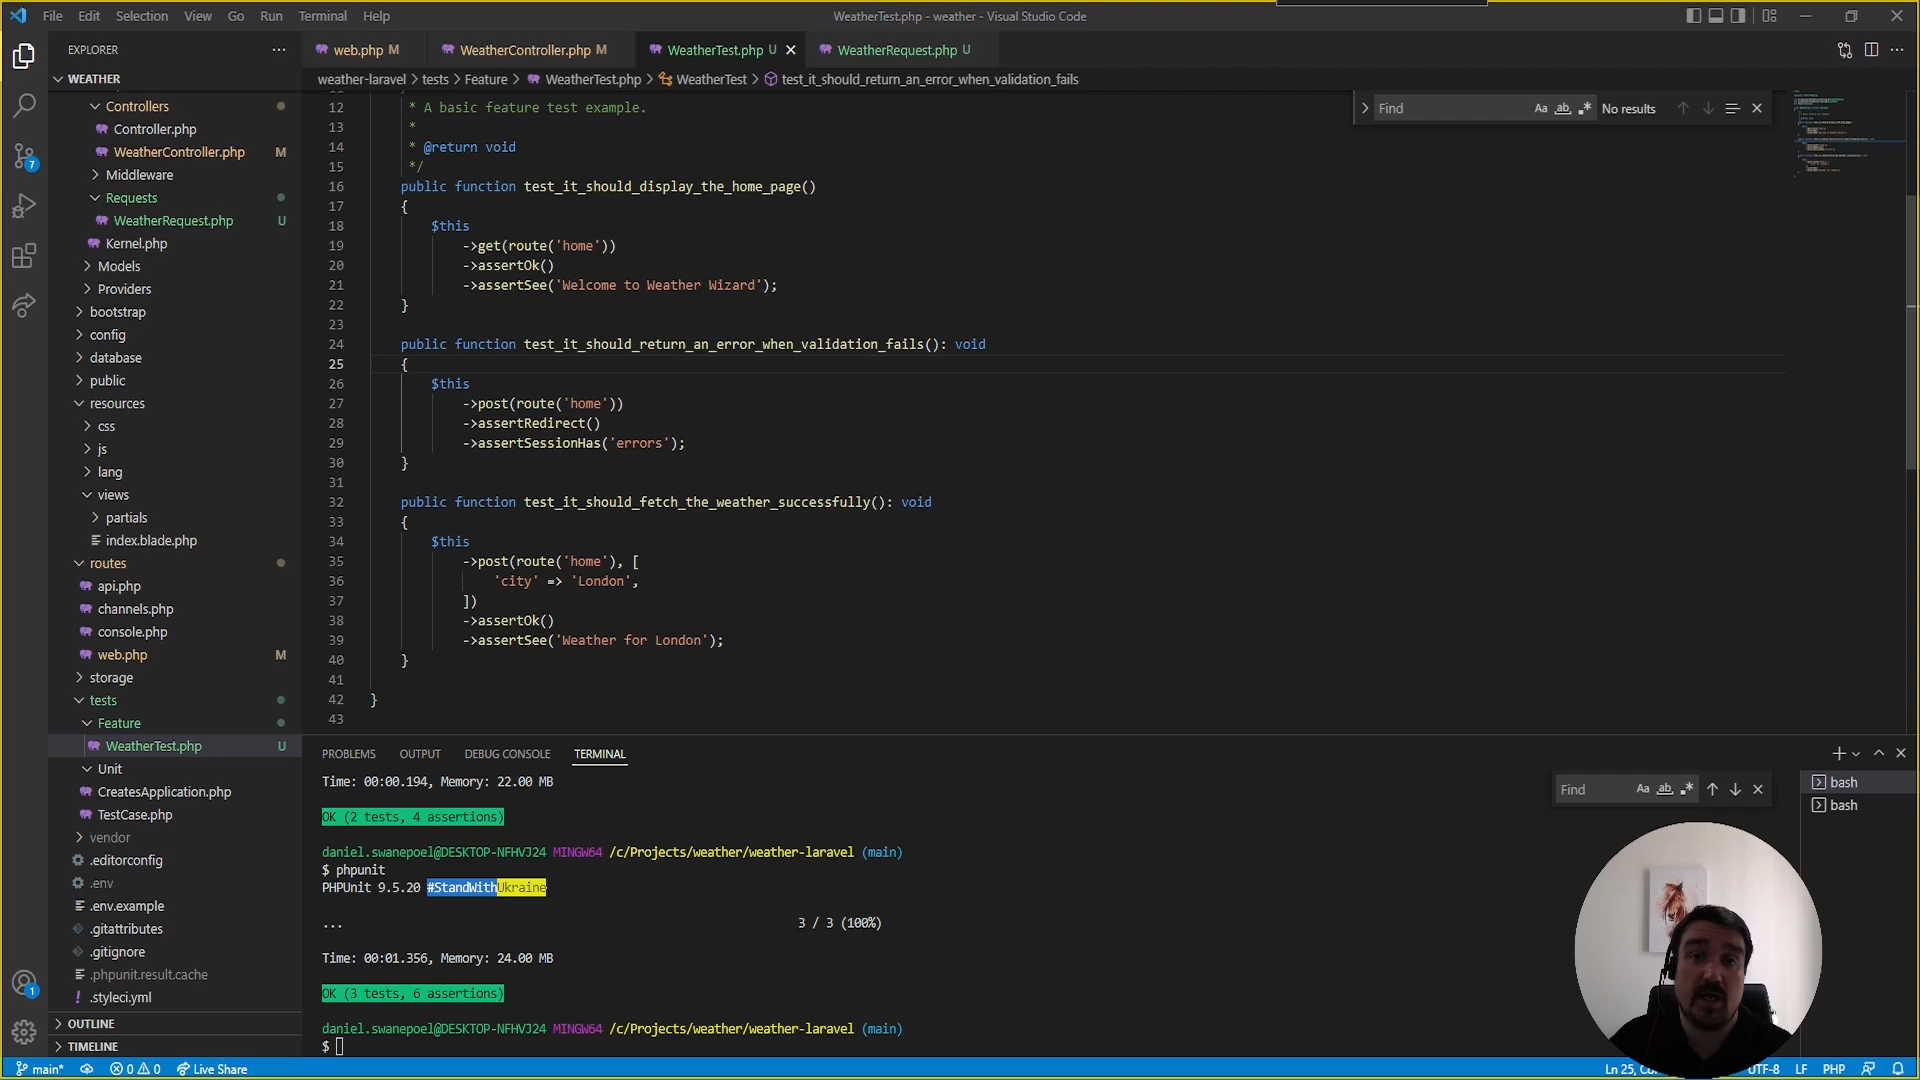 File Edit Selection View Go Run Terminal Help
WeatherTest.php - weather - Visual Studio Code
EXPLORER
WEATHER
Controllers
Controller.php
WeatherController.php M
Middleware
Requests
WeatherRequest.php U
Kernel.php
Models
Providers
bootstrap
config
database
public
resources
css
js
lang
views
partials
index.blade.php
routes
api.php
channels.php
console.php
web.php M
storage
tests
Feature
WeatherTest.php U
Unit
CreatesApplication.php
TestCase.php
vendor
.editorconfig
.env
.env.example
.gitattributes
.gitignore
.phpunit.result.cache
.styleci.yml
OUTLINE
TIMELINE
7
1
web.php M
WeatherController.php M
WeatherTest.php U
WeatherRequest.php U
weather-laravel > tests > Feature > WeatherTest.php > WeatherTest > test_it_should_return_an_error_when_validation_fails
Find Aa ab No results
12 * A basic feature test example.
13 *
14 * @return void
15 */
16 public function test_it_should_display_the_home_page()
17 {
18 $this
19 ->get(route('home'))
20 ->assertOk()
21 ->assertSee('Welcome to Weather Wizard');
22 }
23
24 public function test_it_should_return_an_error_when_validation_fails(): void
25 {
26 $this
27 ->post(route('home'))
28 ->assertRedirect()
29 ->assertSessionHas('errors');
30 }
31
32 public function test_it_should_fetch_the_weather_successfully(): void
33 {
34 $this
35 ->post(route('home'), [
36 'city' => 'London',
37 ])
38 ->assertOk()
39 ->assertSee('Weather for London');
40 }
41
42 }
43
PROBLEMS OUTPUT DEBUG CONSOLE TERMINAL
Find Aa ab
bash
bash
Time: 00:00.194, Memory: 22.00 MB
OK (2 tests, 4 assertions)
daniel.swanepoel@DESKTOP-NFHVJ24 MINGW64 /c/Projects/weather/weather-laravel (main)
$ phpunit
PHPUnit 9.5.20 #StandWithUkraine
... 3 / 3 (100%)
Time: 00:01.356, Memory: 24.00 MB
OK (3 tests, 6 assertions)
daniel.swanepoel@DESKTOP-NFHVJ24 MINGW64 /c/Projects/weather/weather-laravel (main)
$
main* 0 0 Live Share
Ln 25, UTF-8 LF PHP